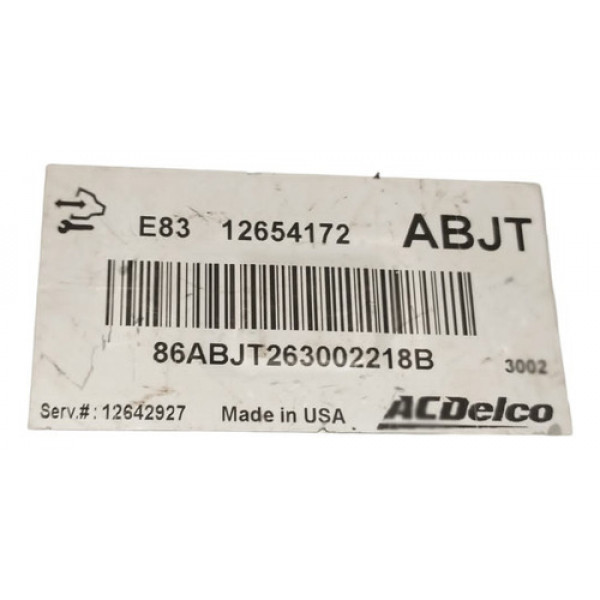 E83 12654172 ABJT
86ABJT263002218B 3002
Serv.#: 12642927 Made in USA ACDelco